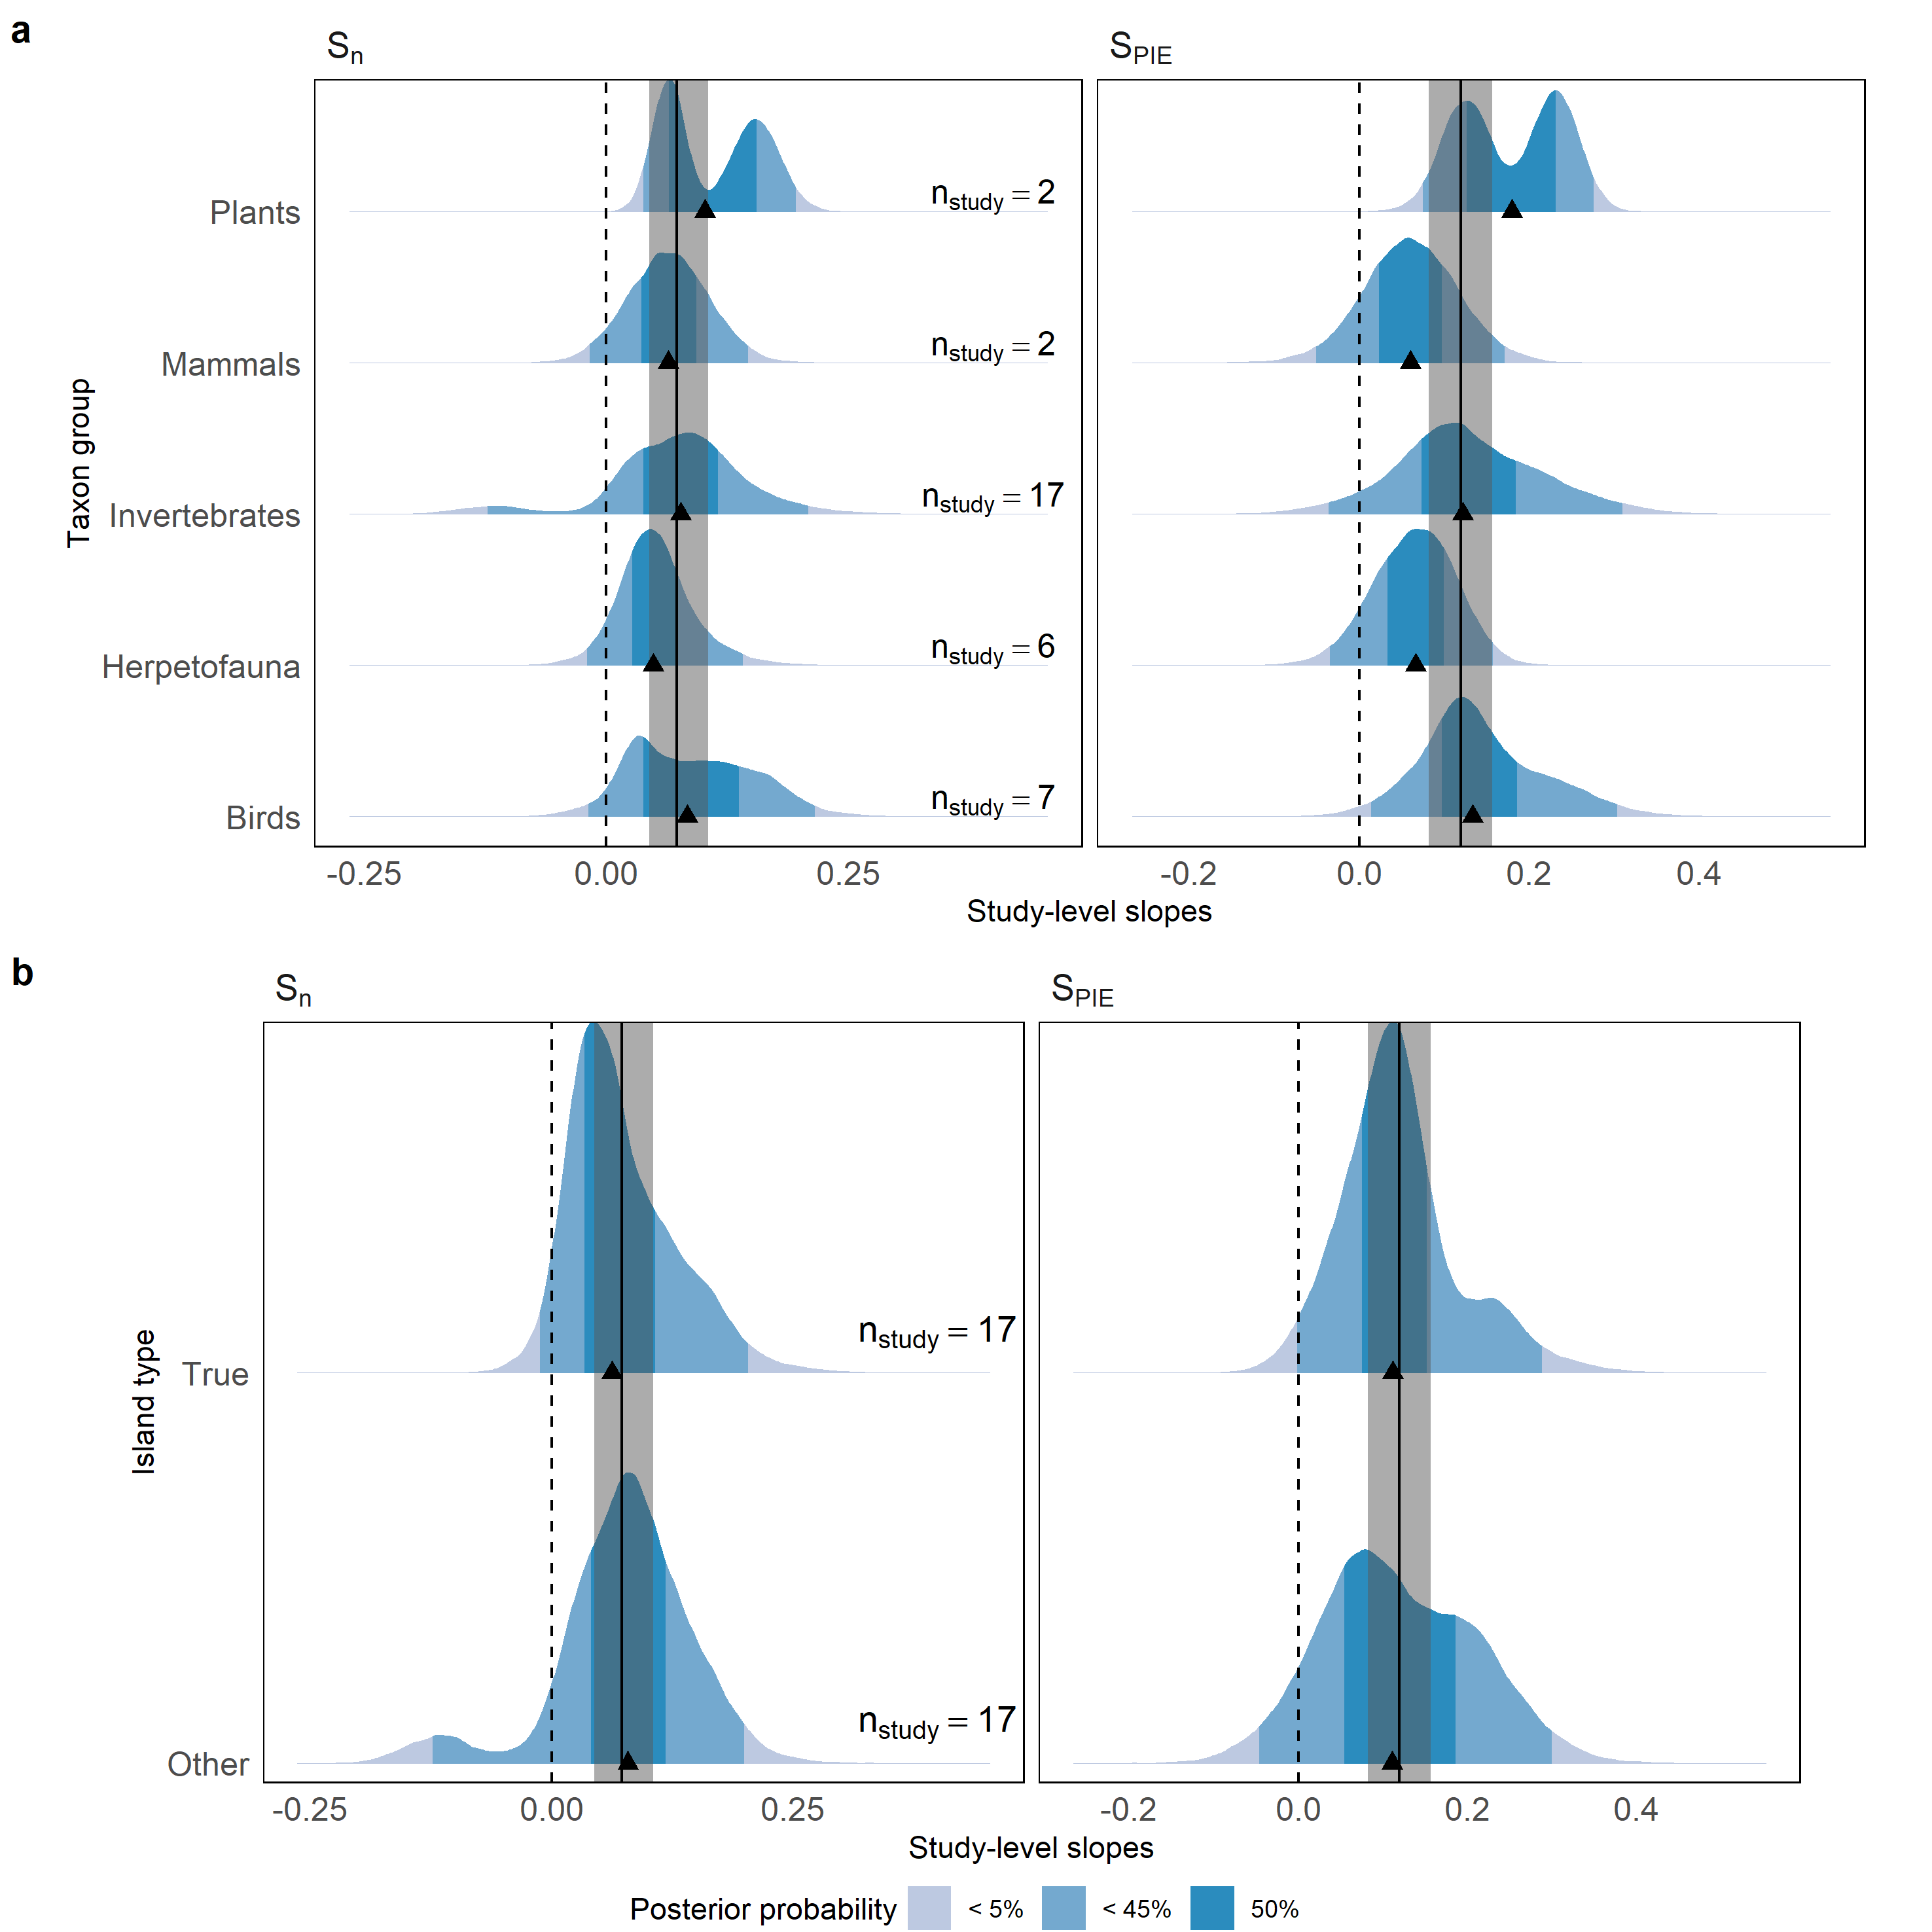 a
Sn SPIE
Taxon group
Plants nstudy = 2
Mammals nstudy = 2
Invertebrates nstudy = 17
Herpetofauna nstudy = 6
Birds nstudy = 7
-0.25 0.00 0.25 -0.2 0.0 0.2 0.4
Study-level slopes
b
Sn SPIE
Island type
True nstudy = 17
Other nstudy = 17
-0.25 0.00 0.25 -0.2 0.0 0.2 0.4
Study-level slopes
Posterior probability < 5% < 45% 50%